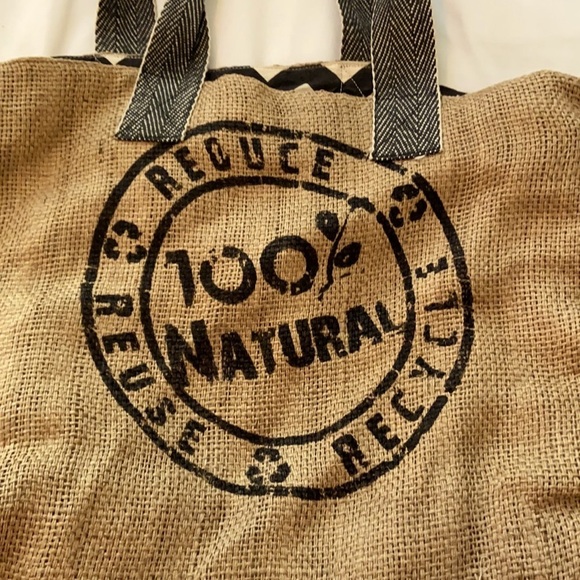 REDUCE
100%
NATURAL
REUSE
RECYCLE